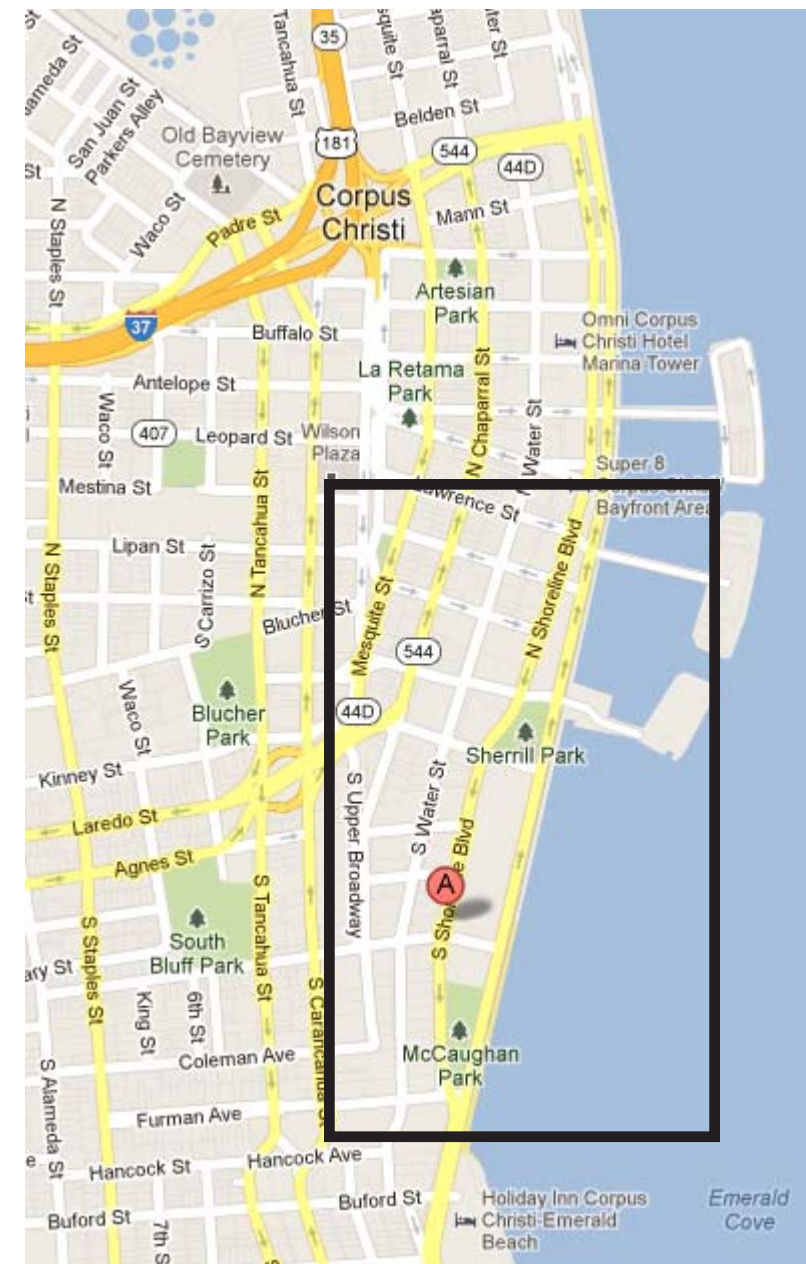 Tancahua St
35
Belden St
181
544
44D
San Juan St
Parkers Alley
Old Bayview
Cemetery
Corpus
Christi
Mann St
N Staples St
Waco St
Padre St
Artesian
Park
37
Buffalo St
Omni Corpus
Christi Hotel
Marina Tower
La Retama
Park
Antelope St
Waco St
407
Leopard St
Wilson
Plaza
N Chaparral St
N Water St
Mestina St
Super 8
Bayfront Area
Lawrence St
Lipan St
N Staples St
S Carrizo St
N Tancahua St
Blucher St
Mesquite St
N Shoreline Blvd
544
44D
Blucher
Park
Waco St
Sherrill Park
Kinney St
Laredo St
Agnes St
S Upper Broadway
S Water St
A
S Shoreline Blvd
South
Bluff Park
S Staples St
S Tancahua St
S Carancahua St
King St
6th St
McCaughan
Park
Coleman Ave
S Alameda St
Furman Ave
Hancock St
Hancock Ave
Buford St
Buford St
7th St
Holiday Inn Corpus
Christi-Emerald
Beach
Emerald
Cove